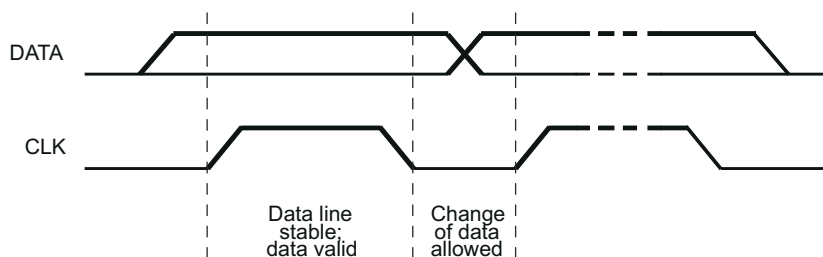 DATA
CLK
Data line
stable;
data valid
Change
of data
allowed